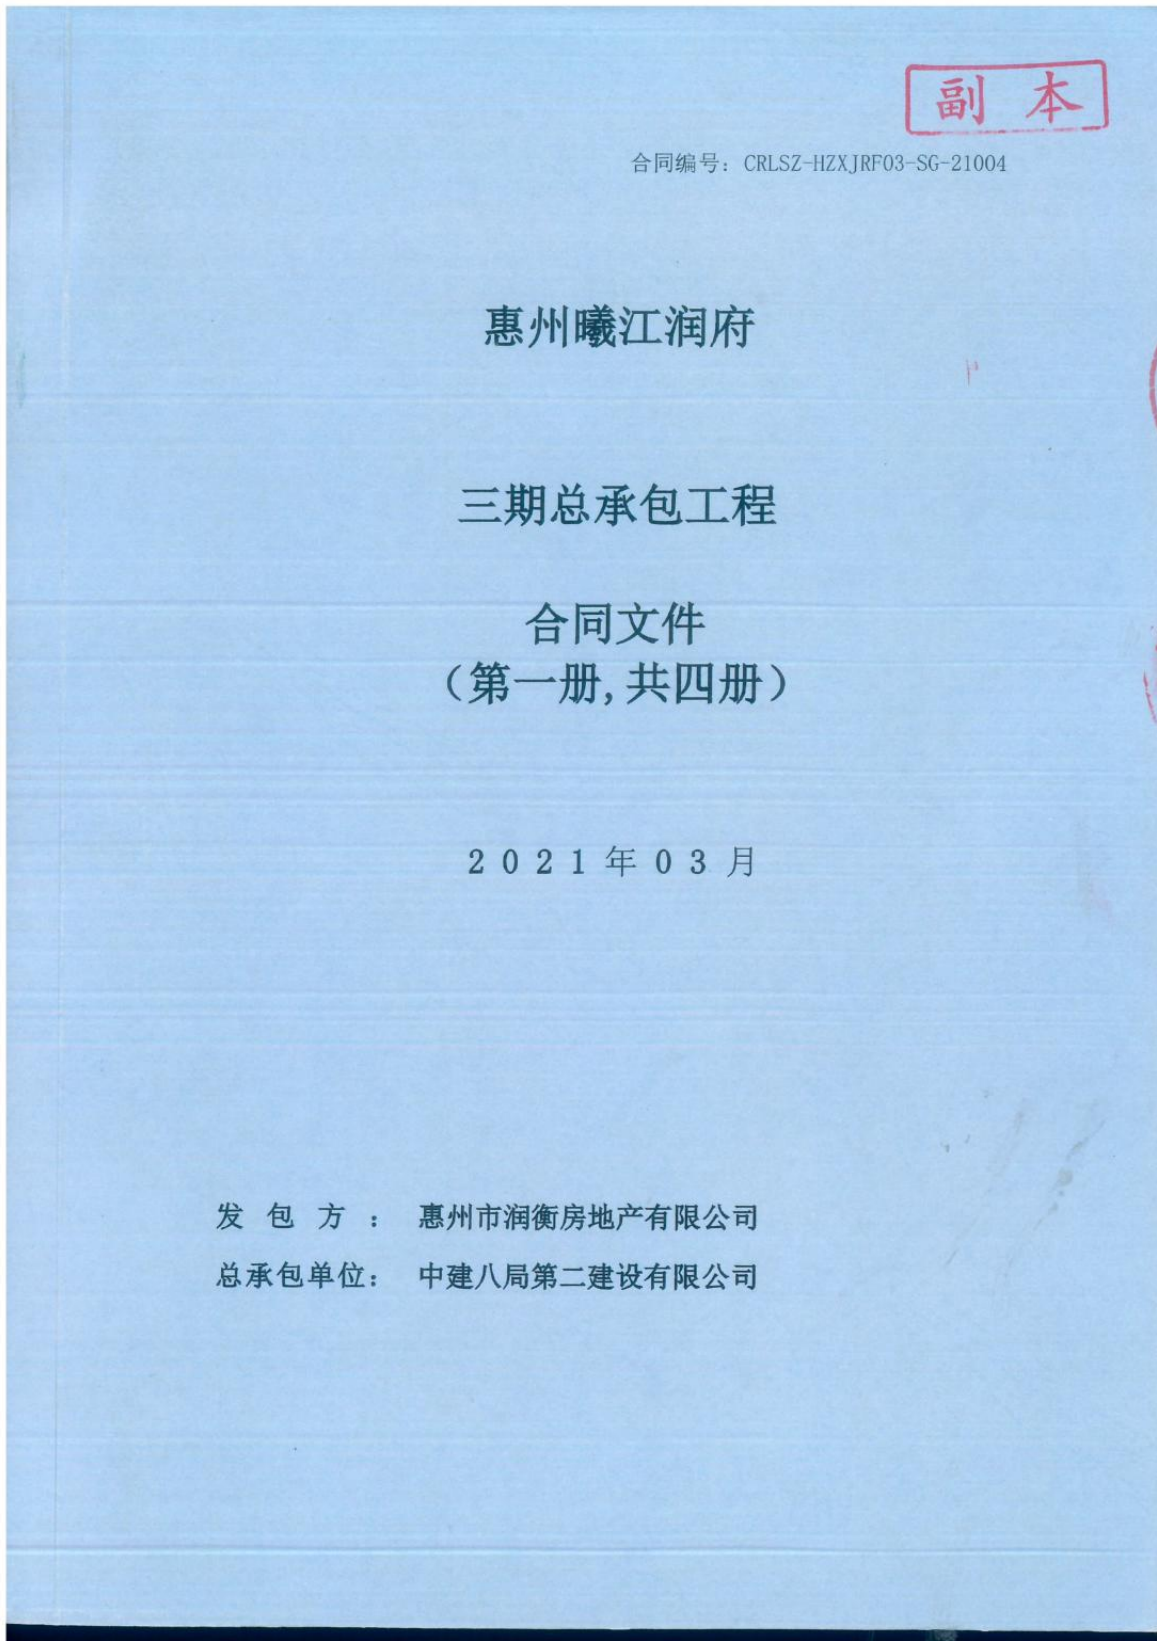 副 本
合同编号：CRLSZ-HZXJRF03-SG-21004
惠州曦江润府
三期总承包工程
合同文件
（第一册,共四册）
2021年03月
发 包 方 ： 惠州市润衡房地产有限公司
总承包单位： 中建八局第二建设有限公司